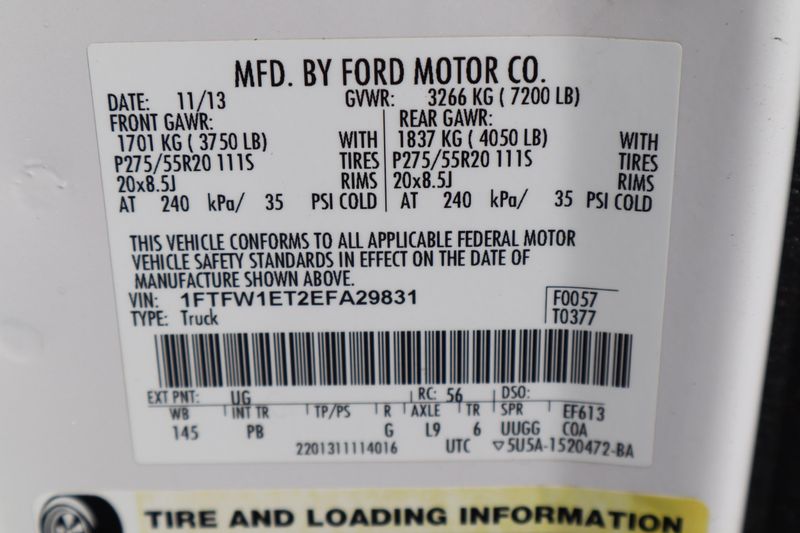 MFD. BY FORD MOTOR CO.
DATE: 11/13 GVWR: 3266 KG ( 7200 LB)
FRONT GAWR: REAR GAWR:
1701 KG ( 3750 LB) WITH 1837 KG ( 4050 LB) WITH
P275/55R20 111S TIRES P275/55R20 111S TIRES
20x8.5J RIMS 20x8.5J RIMS
AT 240 kPa/ 35 PSI COLD AT 240 kPa/ 35 PSI COLD
THIS VEHICLE CONFORMS TO ALL APPLICABLE FEDERAL MOTOR
VEHICLE SAFETY STANDARDS IN EFFECT ON THE DATE OF
MANUFACTURE SHOWN ABOVE.
VIN: 1FTFW1ET2EFA29831 F0057
TYPE: Truck T0377
EXT PNT: UG RC: 56 DSO:
WB INT TR TP/PS R AXLE TR SPR EF613
145 PB G L9 6 UUGG COA
2201311114016 UTC ▽5U5A-1520472-BA
TIRE AND LOADING INFORMATION